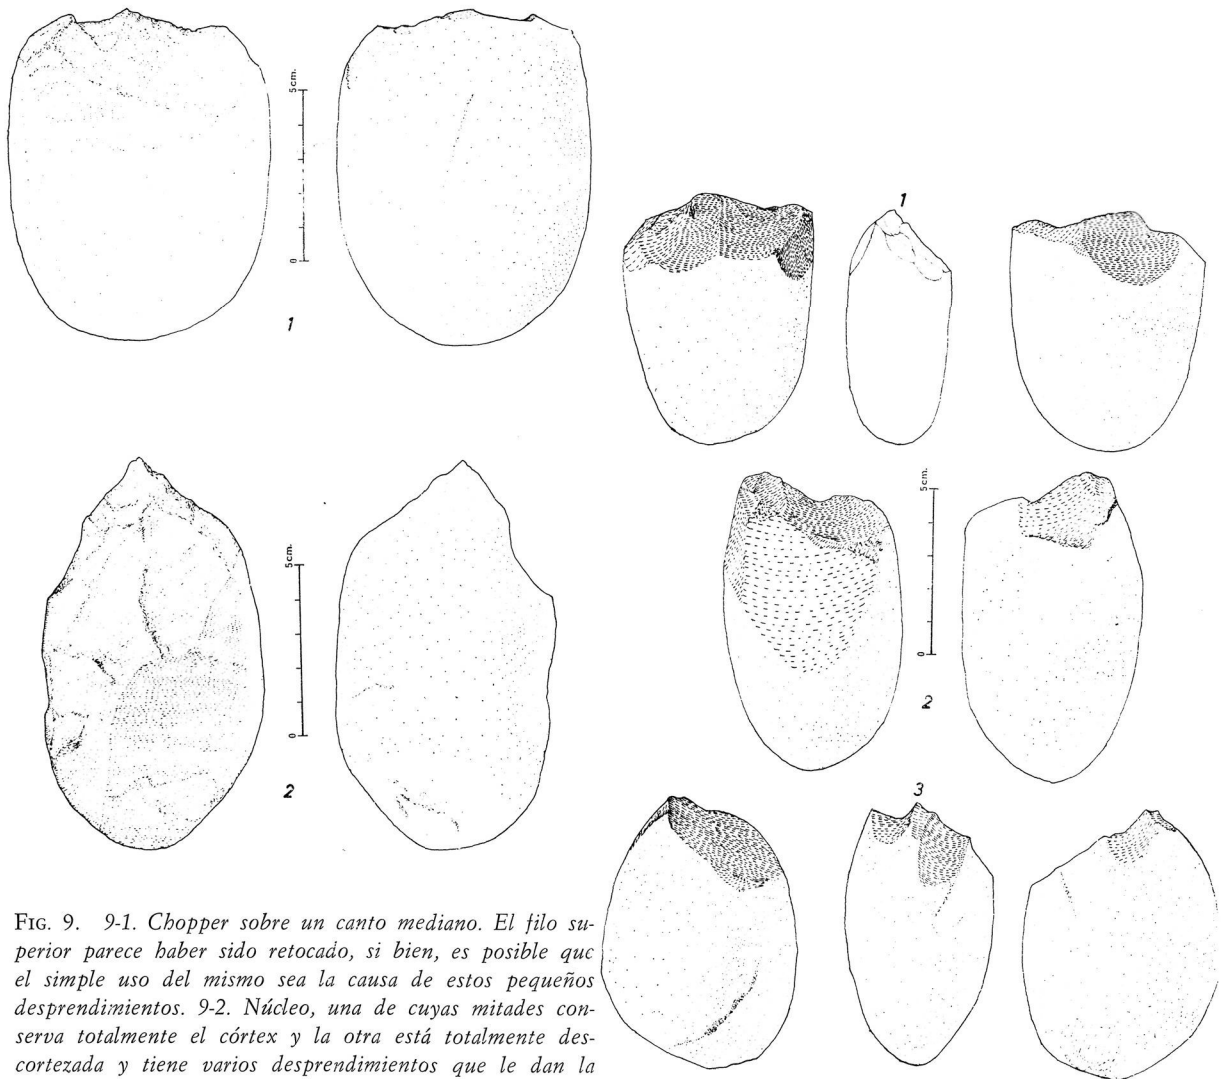 5cm.
0
1
5cm.
0
2
FIG. 9. 9-1. Chopper sobre un canto mediano. El filo su-
perior parece haber sido retocado, si bien, es posible que
el simple uso del mismo sea la causa de estos pequeños
desprendimientos. 9-2. Núcleo, una de cuyas mitades con-
serva totalmente el córtex y la otra está totalmente des-
cortezada y tiene varios desprendimientos que le dan la
1
5cm.
0
2
3